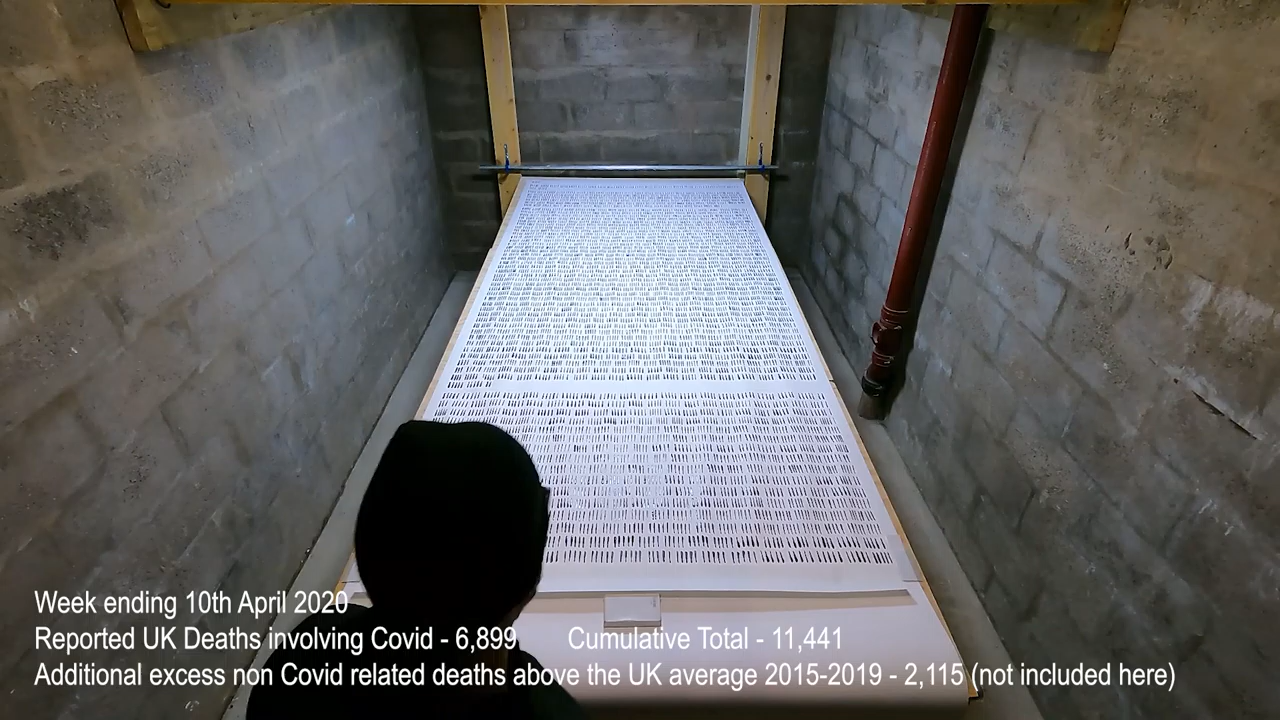 Week ending 10th April 2020
Reported UK Deaths involving Covid - 6,899 Cumulative Total - 11,441
Additional excess non Covid related deaths above the UK average 2015-2019 - 2,115 (not included here)